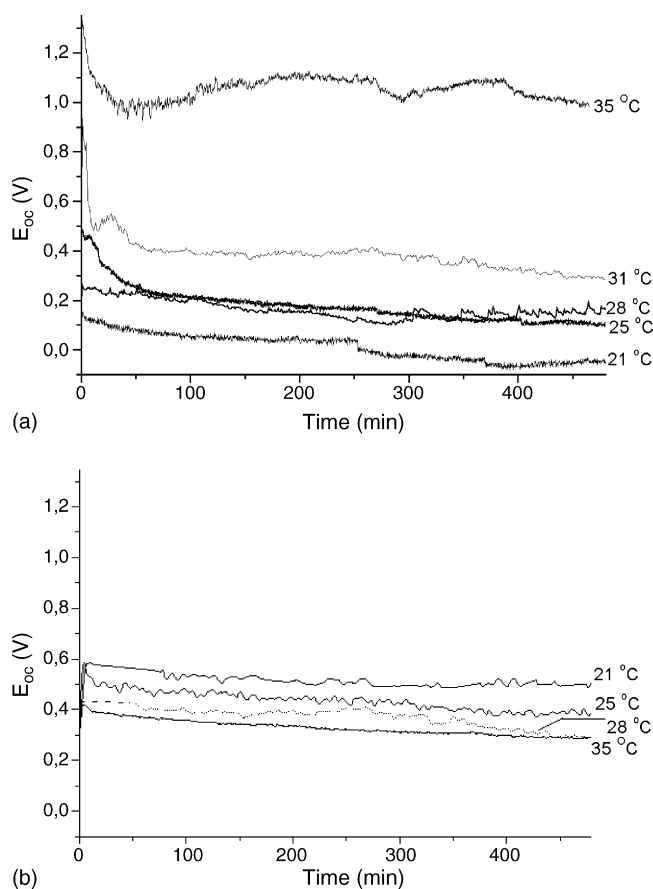 1,2
1,0
0,8
0,6
0,4
0,2
0,0
E_oc (V)
35 °C
31 °C
28 °C
25 °C
21 °C
0 100 200 300 400
Time (min)
(a)
1,2
1,0
0,8
0,6
0,4
0,2
0,0
E_oc (V)
21 °C
25 °C
28 °C
35 °C
0 100 200 300 400
Time (min)
(b)